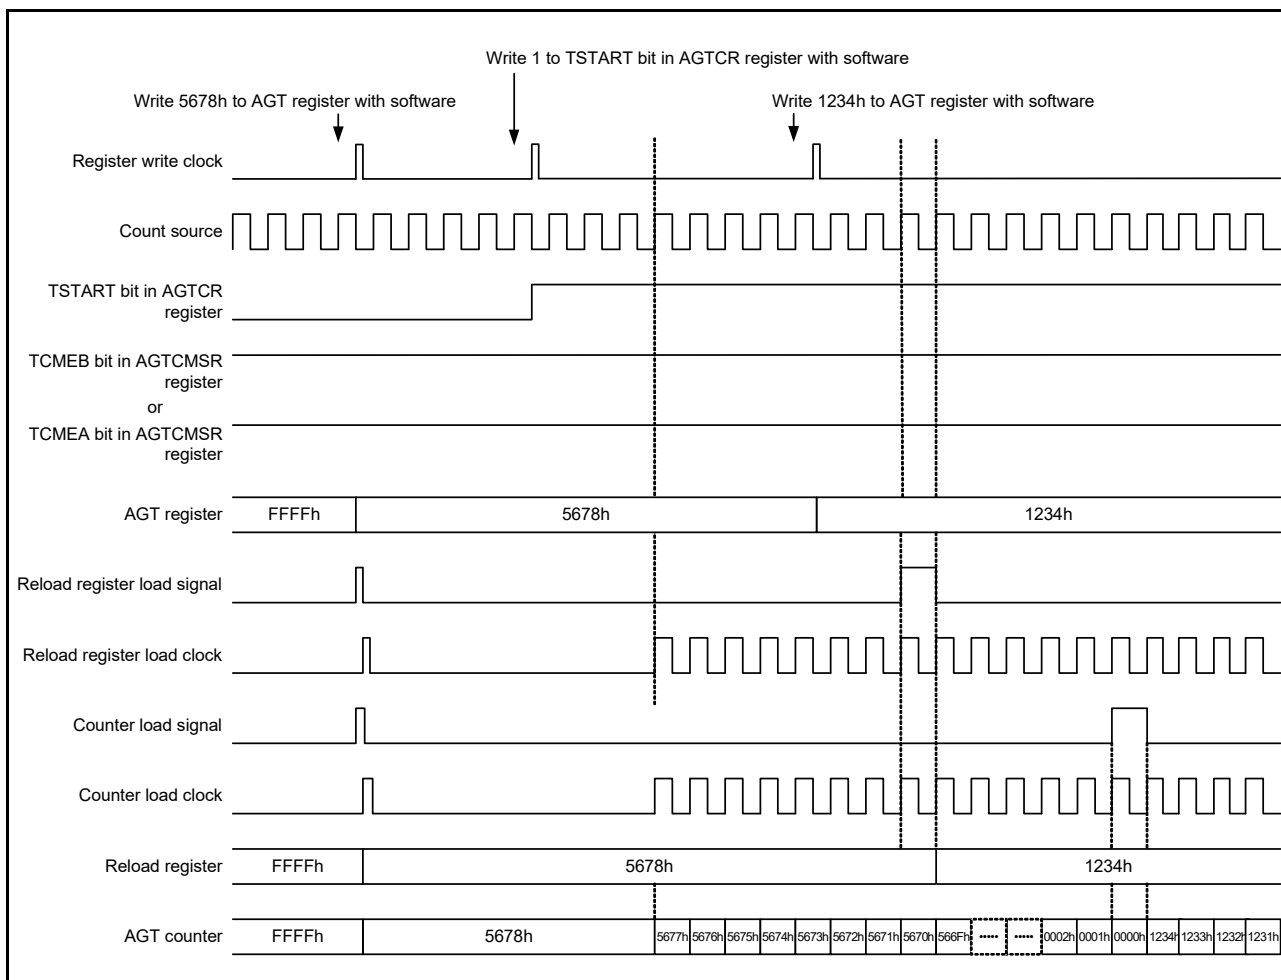 Write 1 to TSTART bit in AGTCR register with software
Write 5678h to AGT register with software
Write 1234h to AGT register with software
Register write clock
Count source
TSTART bit in AGTCR
register
TCMEB bit in AGTCMSR
register
or
TCMEA bit in AGTCMSR
register
AGT register FFFFh 5678h 1234h
Reload register load signal
Reload register load clock
Counter load signal
Counter load clock
Reload register FFFFh 5678h 1234h
AGT counter FFFFh 5678h 5677h 5676h 5675h 5674h 5673h 5672h 5671h 5670h 566Fh ····· ····· 0002h 0001h 0000h 1234h 1233h 1232h 1231h